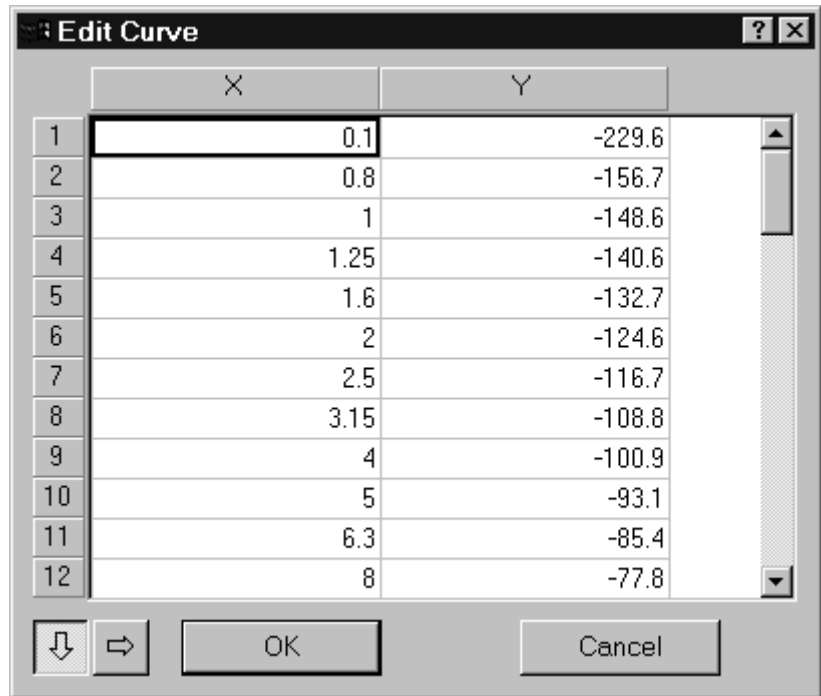 Edit Curve ?
X Y
1 0.1 -229.6
2 0.8 -156.7
3 1 -148.6
4 1.25 -140.6
5 1.6 -132.7
6 2 -124.6
7 2.5 -116.7
8 3.15 -108.8
9 4 -100.9
10 5 -93.1
11 6.3 -85.4
12 8 -77.8
OK Cancel